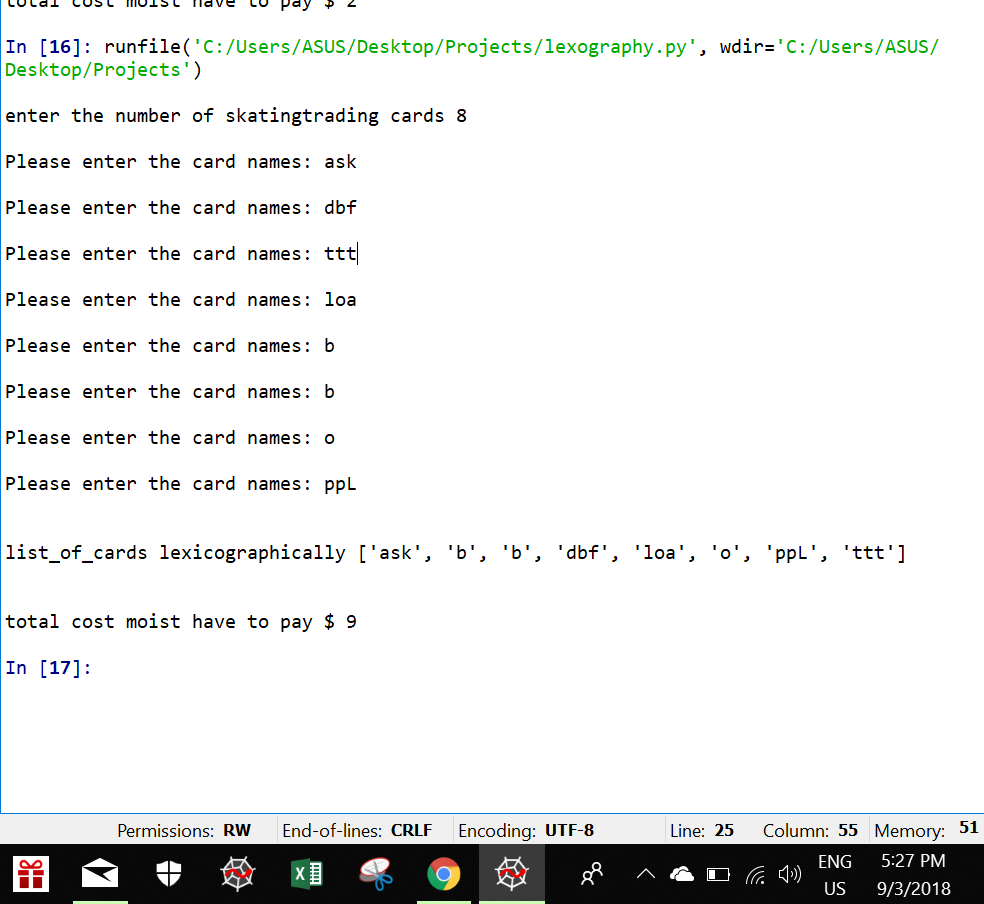 total cost moist have to pay $ 2
In [16]: runfile('C:/Users/ASUS/Desktop/Projects/lexography.py', wdir='C:/Users/ASUS/
Desktop/Projects')
enter the number of skatingtrading cards 8
Please enter the card names: ask
Please enter the card names: dbf
Please enter the card names: ttt
Please enter the card names: loa
Please enter the card names: b
Please enter the card names: b
Please enter the card names: o
Please enter the card names: ppL
list_of_cards lexicographically ['ask', 'b', 'b', 'dbf', 'loa', 'o', 'ppL', 'ttt']
total cost moist have to pay $ 9
In [17]:
Permissions: RW End-of-lines: CRLF Encoding: UTF-8 Line: 25 Column: 55 Memory: 51
ENG 5:27 PM
US 9/3/2018